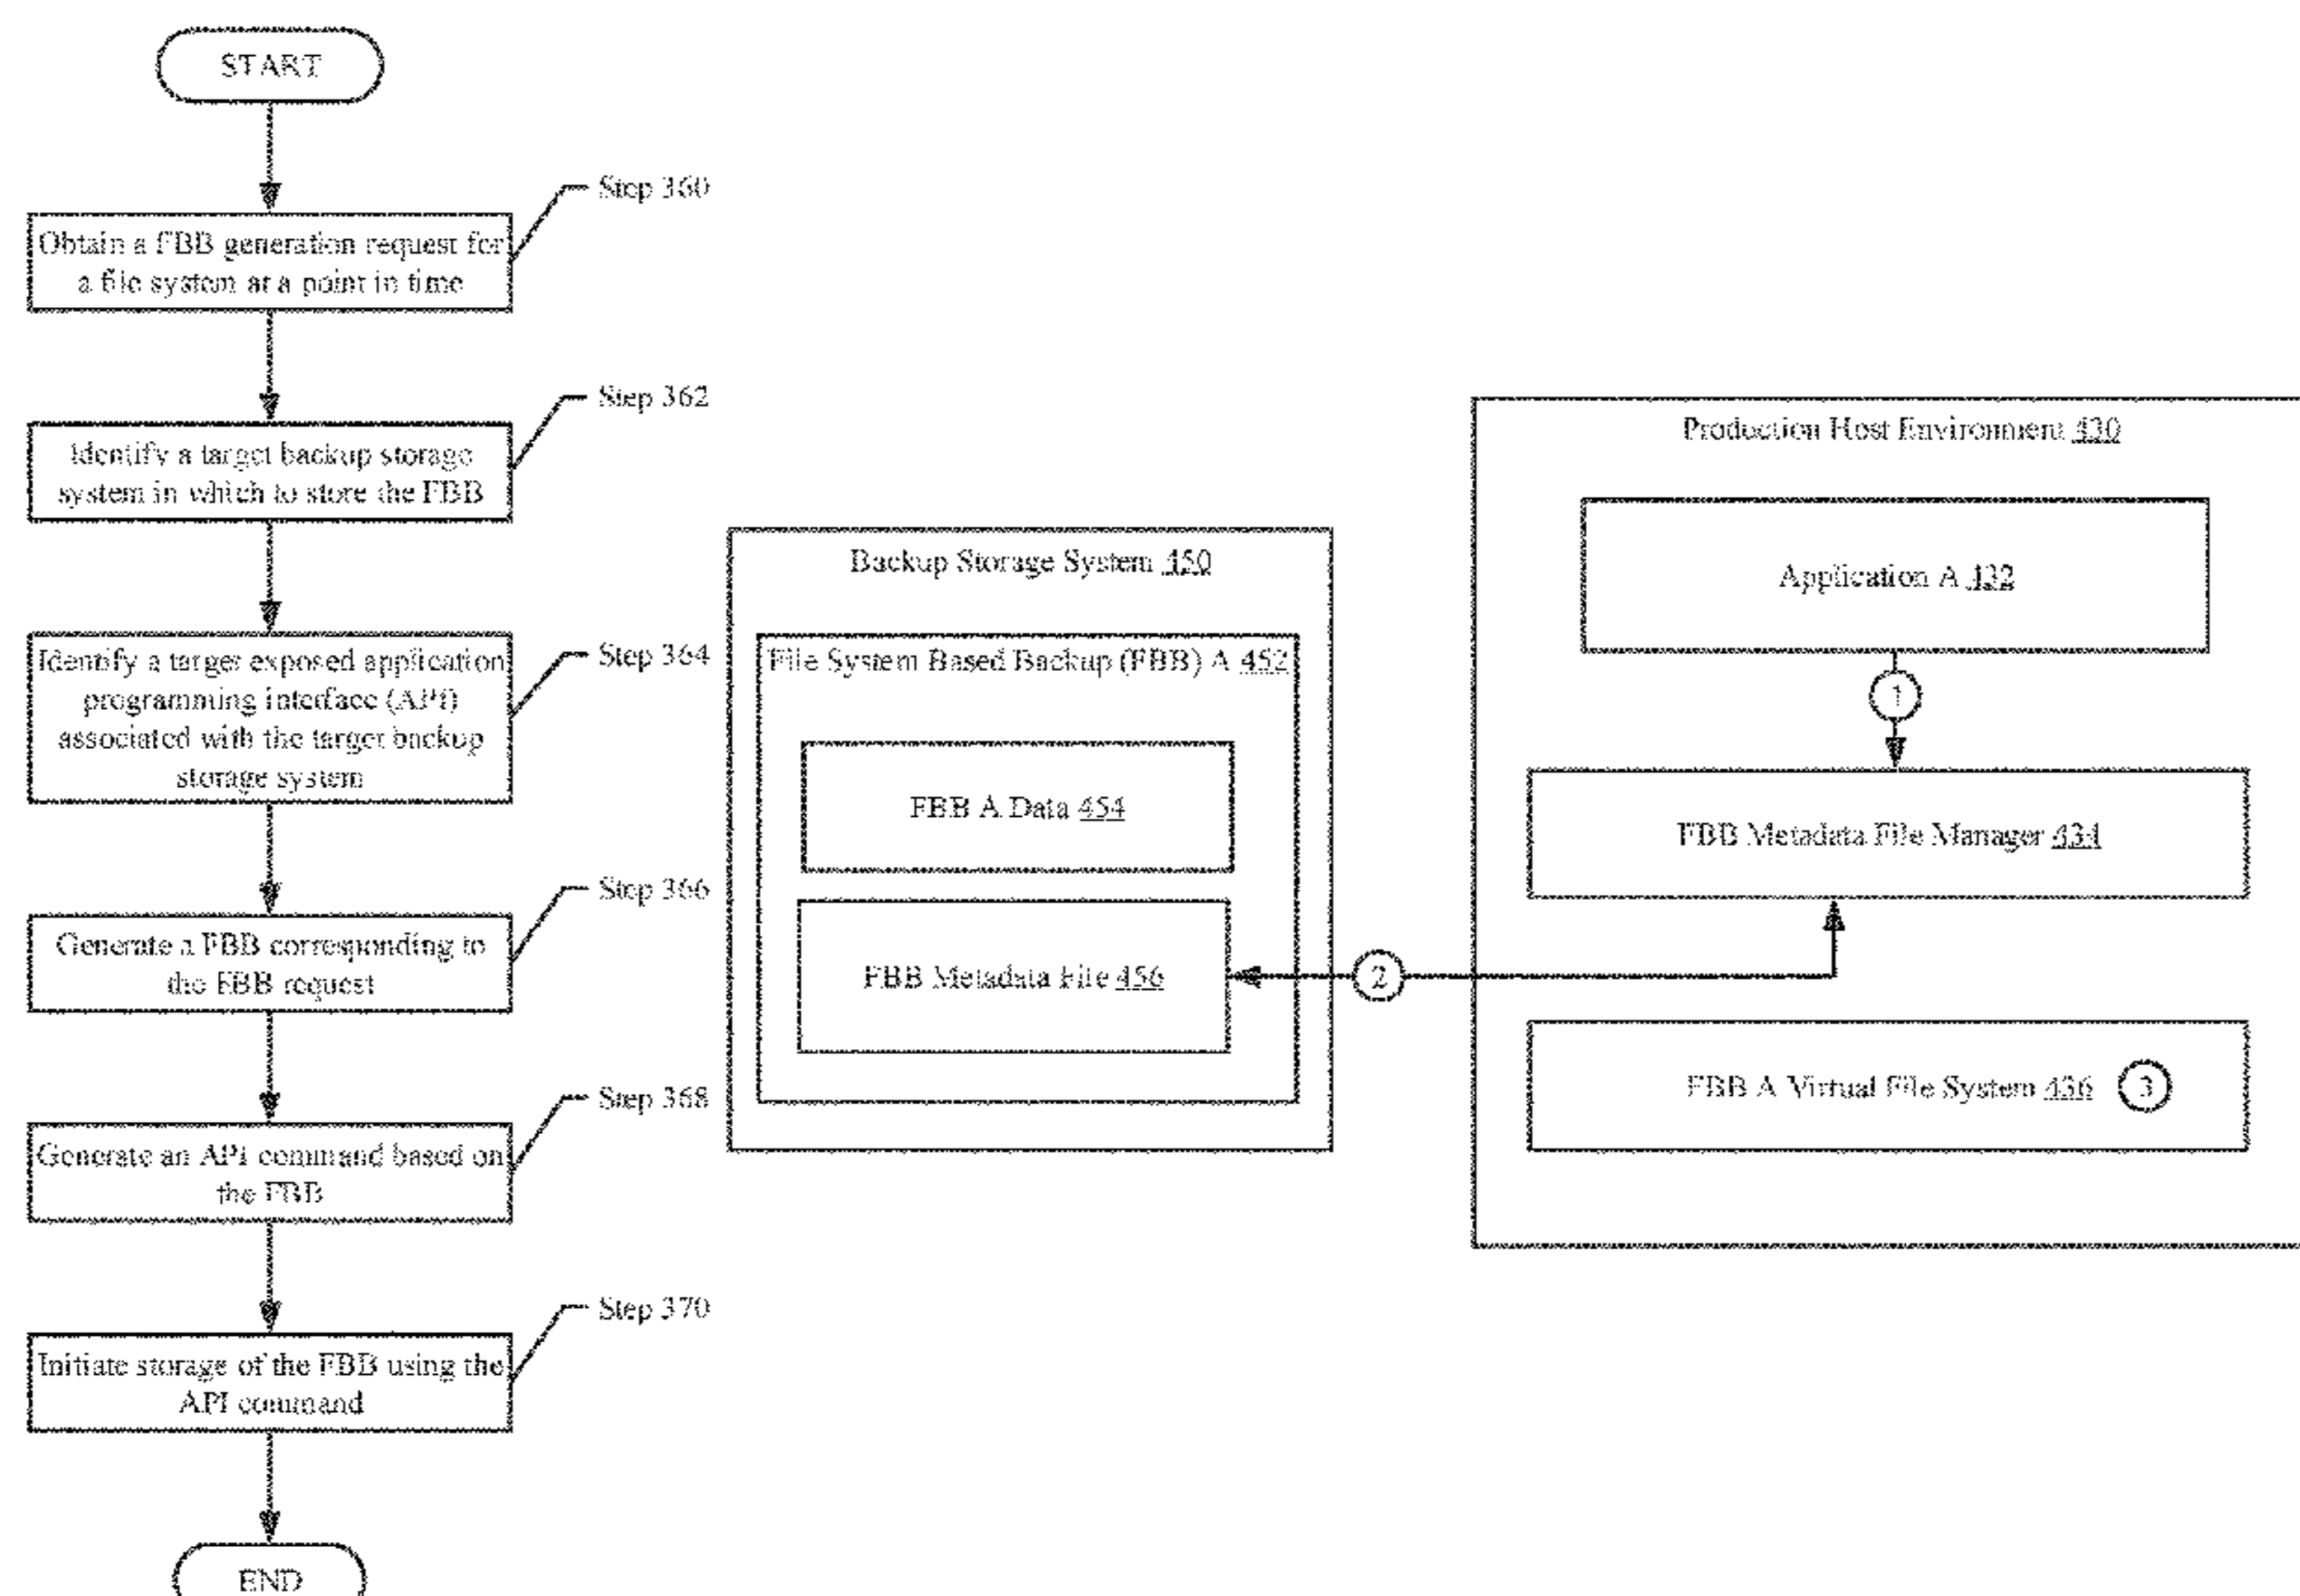 START
Step 360
Obtain a FBB generation request for
a file system at a point in time
Step 362
Identify a target backup storage
system in which to store the FBB
Step 364
Identify a target exposed application
programming interface (API)
associated with the target backup
storage system
Step 366
Generate a FBB corresponding to
the FBB request
Step 368
Generate an API command based on
the FBB
Step 370
Initiate storage of the FBB using the
API command
END
Backup Storage System 450
File System Based Backup (FBB) A 452
FBB A Data 454
FBB Metadata File 456
2
Production Host Environment 430
Application A 432
1
FBB Metadata File Manager 434
FBB A Virtual File System 436
3